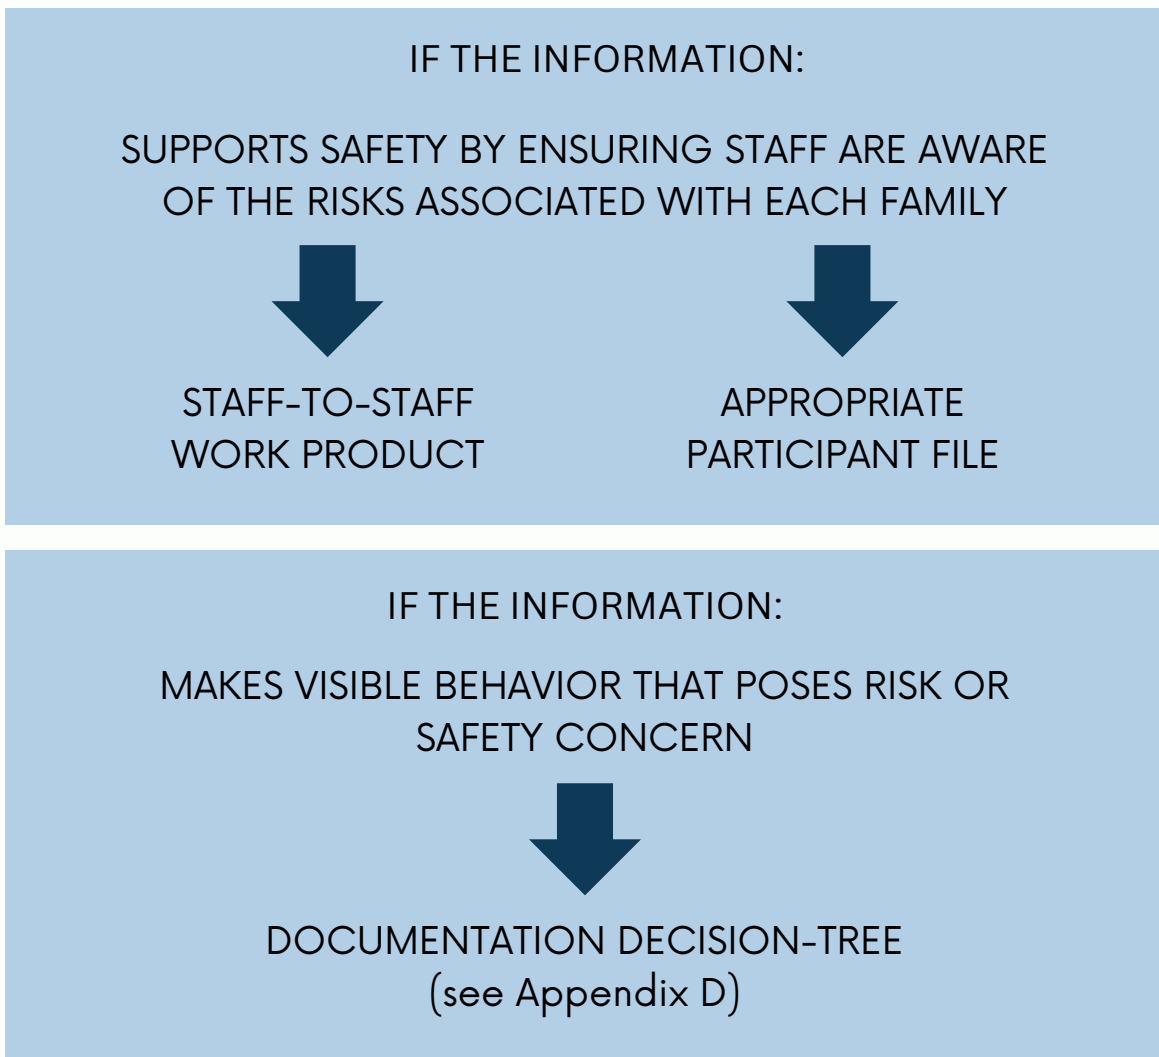 IF THE INFORMATION:
SUPPORTS SAFETY BY ENSURING STAFF ARE AWARE
OF THE RISKS ASSOCIATED WITH EACH FAMILY
STAFF-TO-STAFF
WORK PRODUCT
APPROPRIATE
PARTICIPANT FILE
IF THE INFORMATION:
MAKES VISIBLE BEHAVIOR THAT POSES RISK OR
SAFETY CONCERN
DOCUMENTATION DECISION-TREE
(see Appendix D)